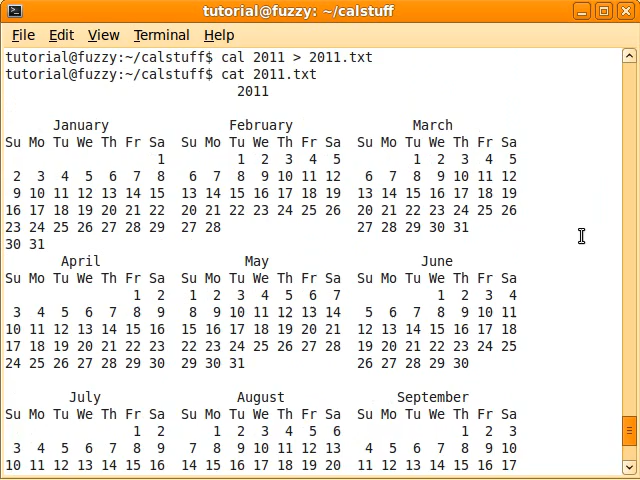 tutorial@fuzzy: ~/calstuff
File Edit View Terminal Help
tutorial@fuzzy:~/calstuff$ cal 2011 > 2011.txt
tutorial@fuzzy:~/calstuff$ cat 2011.txt
                             2011

      January               February               March
Su Mo Tu We Th Fr Sa  Su Mo Tu We Th Fr Sa  Su Mo Tu We Th Fr Sa
                   1         1  2  3  4  5         1  2  3  4  5
 2  3  4  5  6  7  8   6  7  8  9 10 11 12   6  7  8  9 10 11 12
 9 10 11 12 13 14 15  13 14 15 16 17 18 19  13 14 15 16 17 18 19
16 17 18 19 20 21 22  20 21 22 23 24 25 26  20 21 22 23 24 25 26
23 24 25 26 27 28 29  27 28                 27 28 29 30 31
30 31
       April                  May                   June
Su Mo Tu We Th Fr Sa  Su Mo Tu We Th Fr Sa  Su Mo Tu We Th Fr Sa
                1  2   1  2  3  4  5  6  7            1  2  3  4
 3  4  5  6  7  8  9   8  9 10 11 12 13 14   5  6  7  8  9 10 11
10 11 12 13 14 15 16  15 16 17 18 19 20 21  12 13 14 15 16 17 18
17 18 19 20 21 22 23  22 23 24 25 26 27 28  19 20 21 22 23 24 25
24 25 26 27 28 29 30  29 30 31              26 27 28 29 30

        July                 August              September
Su Mo Tu We Th Fr Sa  Su Mo Tu We Th Fr Sa  Su Mo Tu We Th Fr Sa
                1  2      1  2  3  4  5  6               1  2  3
 3  4  5  6  7  8  9   7  8  9 10 11 12 13   4  5  6  7  8  9 10
10 11 12 13 14 15 16  14 15 16 17 18 19 20  11 12 13 14 15 16 17